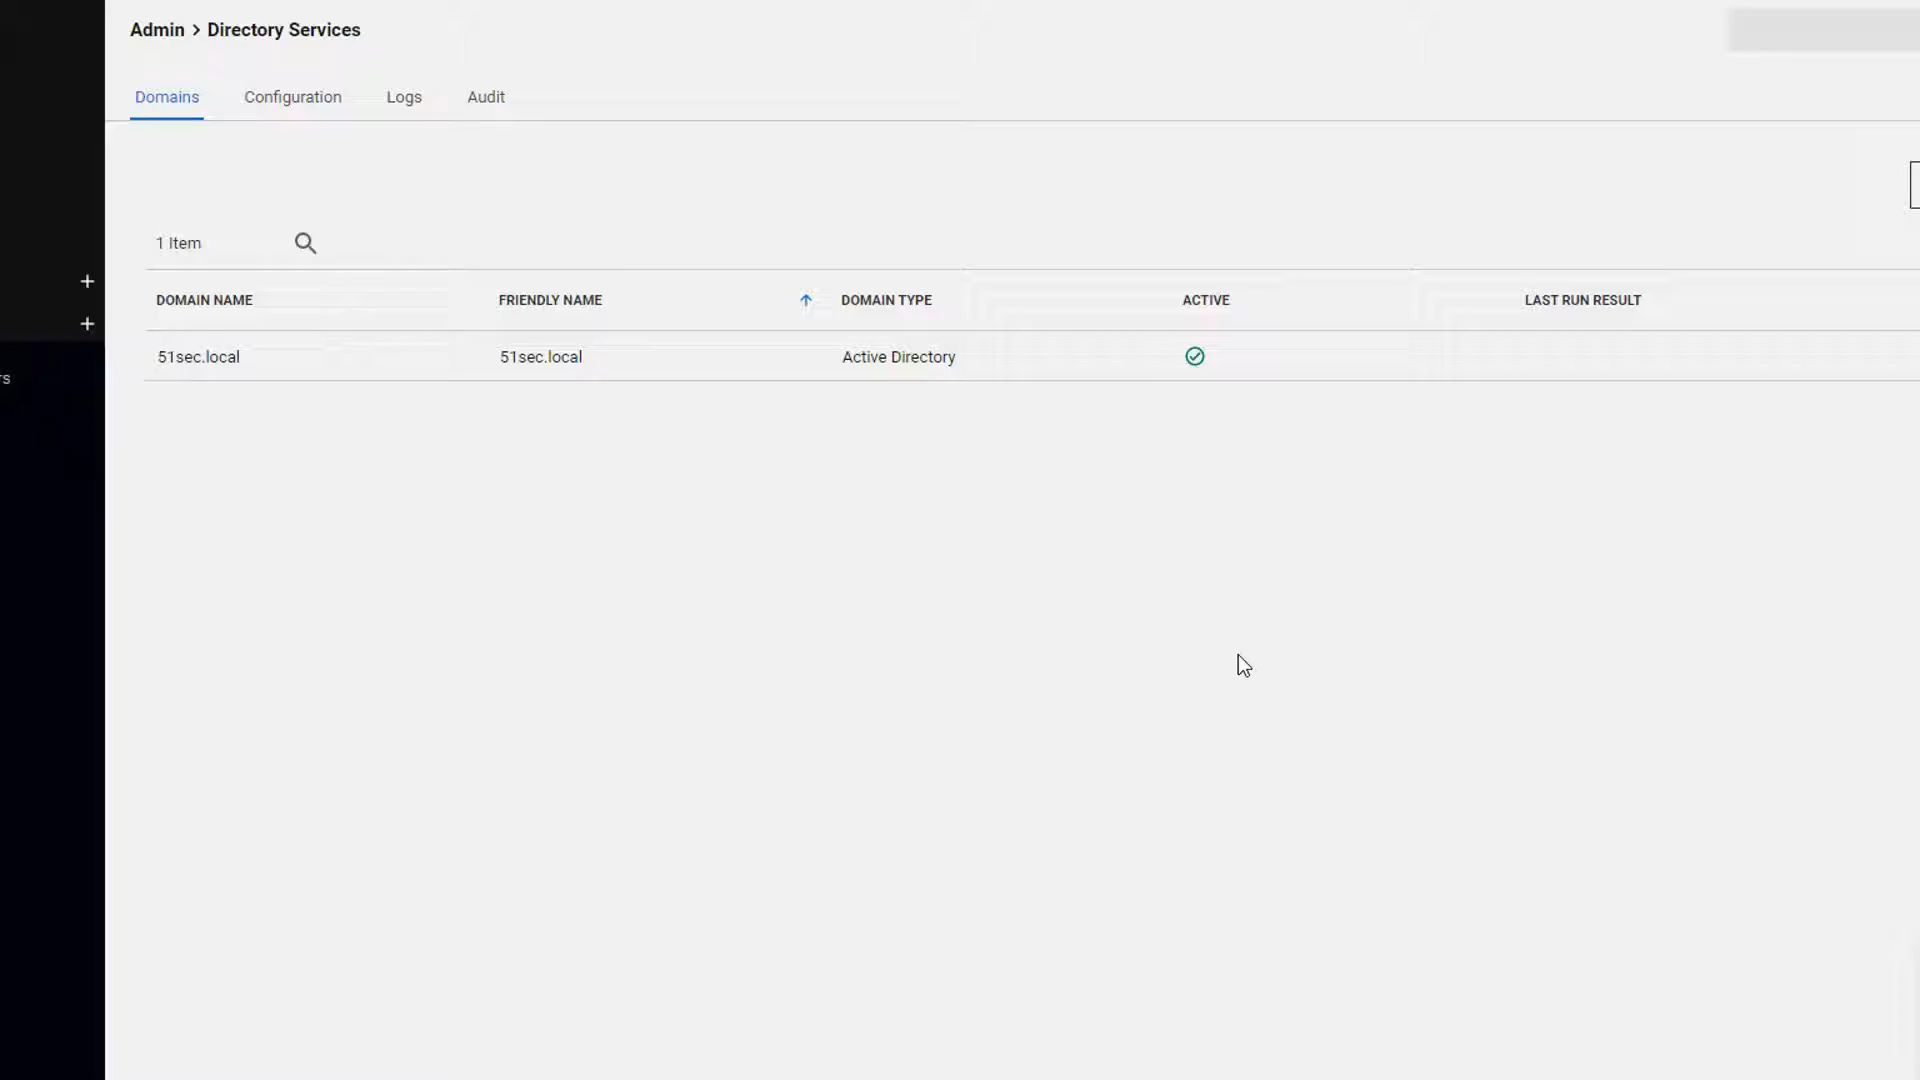 Admin > Directory Services
Domains Configuration Logs Audit
1 Item
DOMAIN NAME FRIENDLY NAME DOMAIN TYPE ACTIVE LAST RUN RESULT
51sec.local 51sec.local Active Directory
+
+
rs